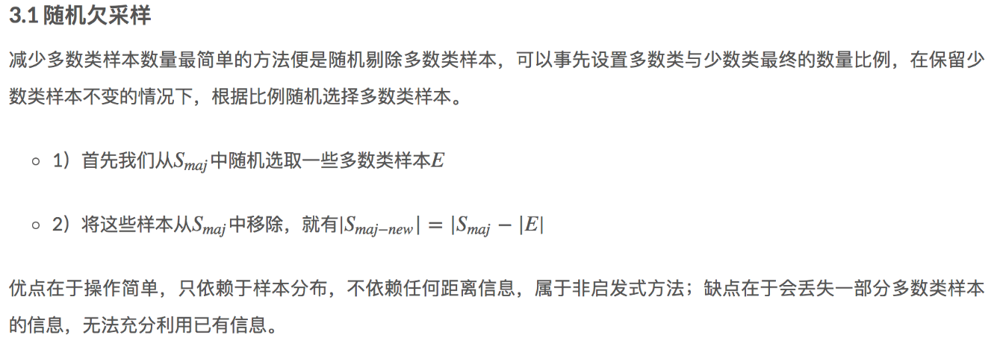 3.1 随机欠采样
减少多数类样本数量最简单的方法便是随机剔除多数类样本，可以事先设置多数类与少数类最终的数量比例，在保留少
数类样本不变的情况下，根据比例随机选择多数类样本。
1）首先我们从S_{maj}中随机选取一些多数类样本E
2）将这些样本从S_{maj}中移除，就有|S_{maj-new}| = |S_{maj} - |E|
优点在于操作简单，只依赖于样本分布，不依赖任何距离信息，属于非启发式方法；缺点在于会丢失一部分多数类样本
的信息，无法充分利用已有信息。